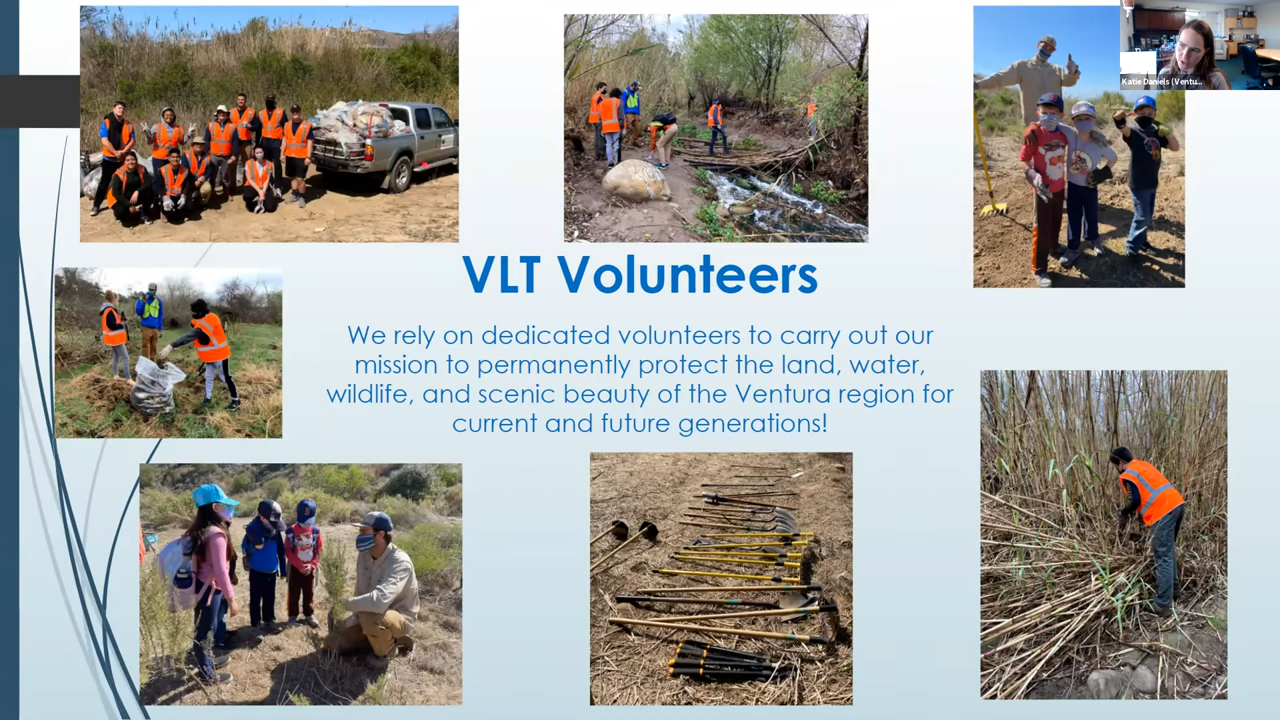 Katie Daniels (Ventu...
VLT Volunteers
We rely on dedicated volunteers to carry out our
mission to permanently protect the land, water,
wildlife, and scenic beauty of the Ventura region for
current and future generations!